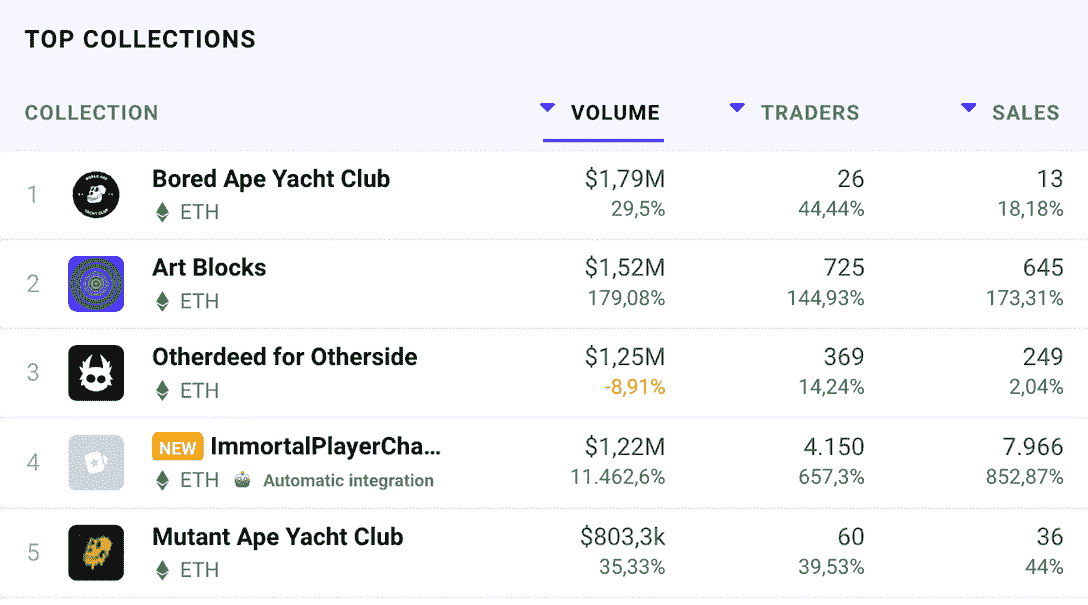 TOP COLLECTIONS
COLLECTION VOLUME TRADERS SALES
1 Bored Ape Yacht Club $1,79M 26 13
ETH 29,5% 44,44% 18,18%
2 Art Blocks $1,52M 725 645
ETH 179,08% 144,93% 173,31%
3 Otherdeed for Otherside $1,25M 369 249
ETH -8,91% 14,24% 2,04%
4 NEW ImmortalPlayerCha... $1,22M 4.150 7.966
ETH Automatic integration 11.462,6% 657,3% 852,87%
5 Mutant Ape Yacht Club $803,3k 60 36
ETH 35,33% 39,53% 44%